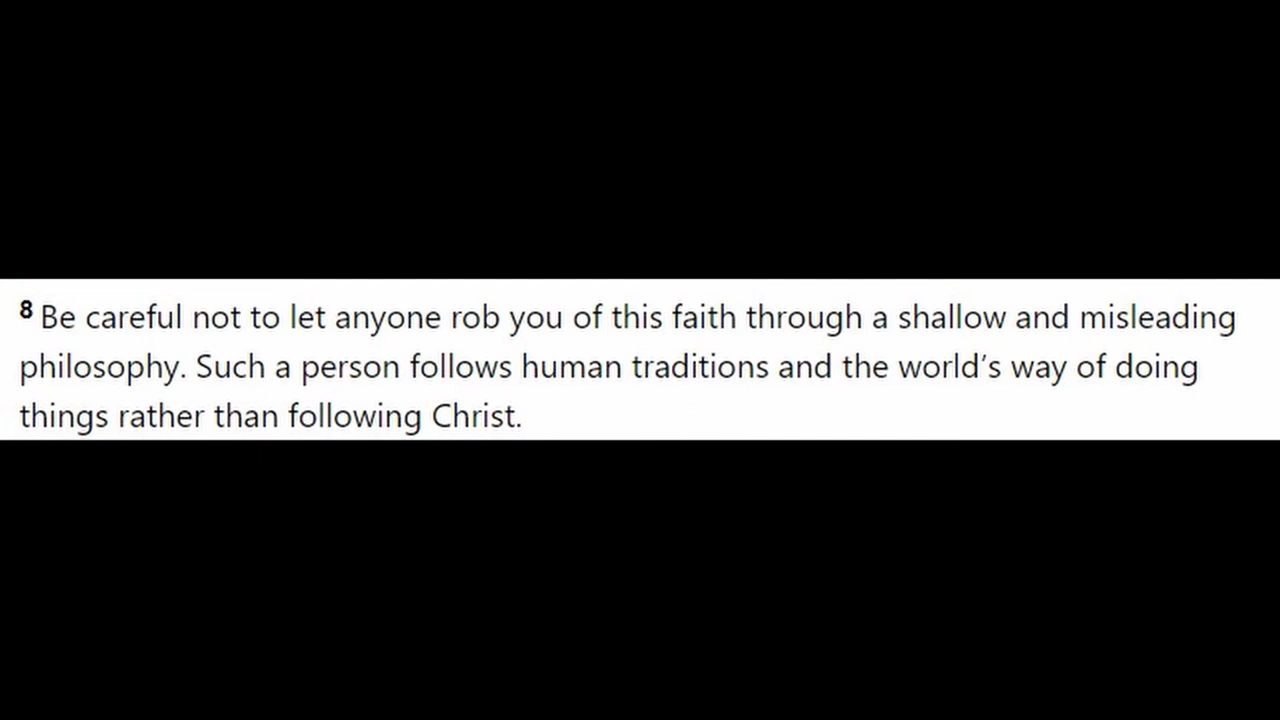 8 Be careful not to let anyone rob you of this faith through a shallow and misleading
philosophy. Such a person follows human traditions and the world’s way of doing
things rather than following Christ.